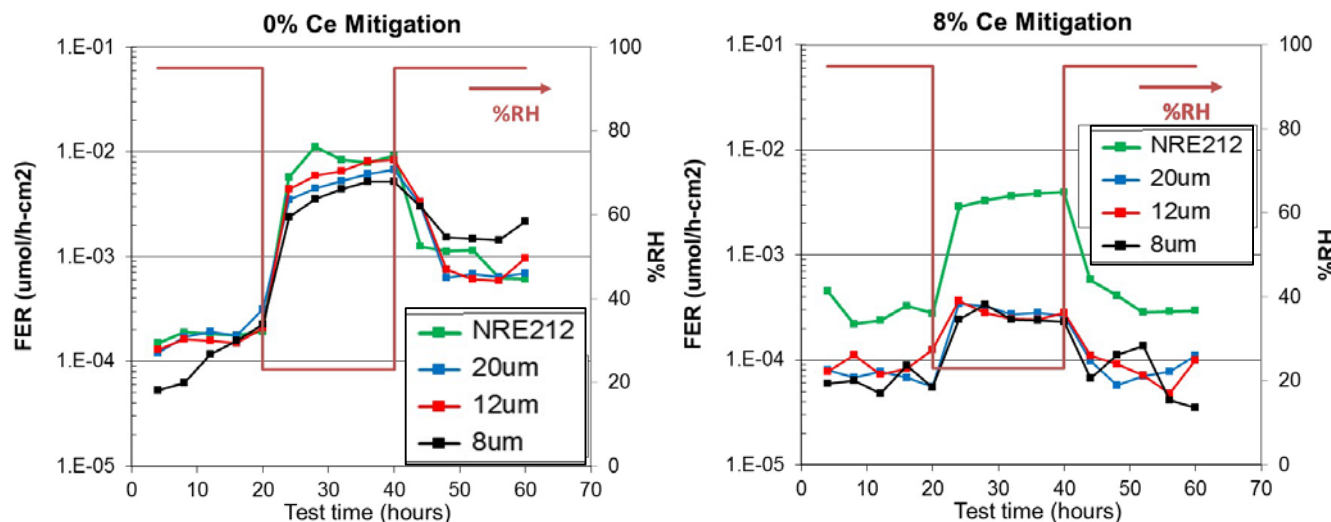 0% Ce Mitigation
1.E-01
1.E-02
1.E-03
1.E-04
1.E-05
FER (umol/h-cm2)
100
80
60
40
20
0
%RH
%RH
NRE212
20um
12um
8um
0 10 20 30 40 50 60 70
Test time (hours)
8% Ce Mitigation
1.E-01
1.E-02
1.E-03
1.E-04
1.E-05
FER (umol/h-cm2)
100
80
60
40
20
0
%RH
%RH
NRE212
20um
12um
8um
0 10 20 30 40 50 60 70
Test time (hours)